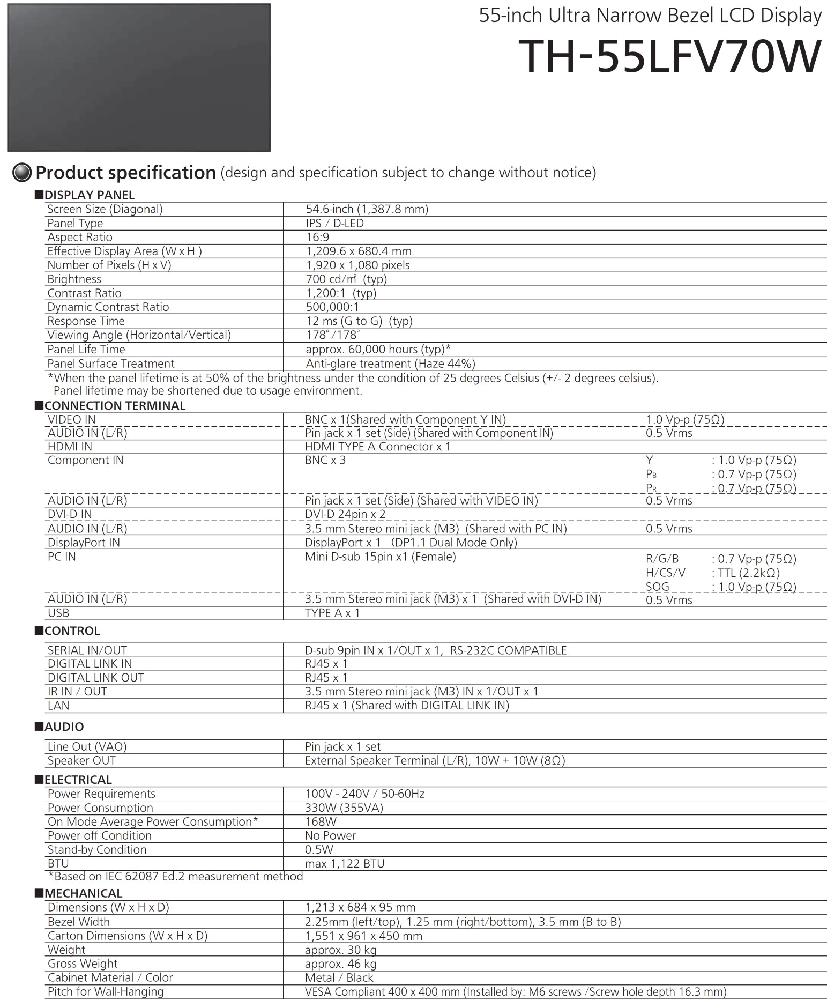 55-inch Ultra Narrow Bezel LCD Display
TH-55LFV70W
Product specification (design and specification subject to change without notice)
■DISPLAY PANEL
Screen Size (Diagonal) 54.6-inch (1,387.8 mm)
Panel Type IPS / D-LED
Aspect Ratio 16:9
Effective Display Area (W x H ) 1,209.6 x 680.4 mm
Number of Pixels (H x V) 1,920 x 1,080 pixels
Brightness 700 cd/㎡ (typ)
Contrast Ratio 1,200:1 (typ)
Dynamic Contrast Ratio 500,000:1
Response Time 12 ms (G to G) (typ)
Viewing Angle (Horizontal/Vertical) 178°/178°
Panel Life Time approx. 60,000 hours (typ)*
Panel Surface Treatment Anti-glare treatment (Haze 44%)
*When the panel lifetime is at 50% of the brightness under the condition of 25 degrees Celsius (+/- 2 degrees celsius).
Panel lifetime may be shortened due to usage environment.
■CONNECTION TERMINAL
VIDEO IN BNC x 1(Shared with Component Y IN) 1.0 Vp-p (75Ω)
AUDIO IN (L/R) Pin jack x 1 set (Side) (Shared with Component IN) 0.5 Vrms
HDMI IN HDMI TYPE A Connector x 1
Component IN BNC x 3 Y : 1.0 Vp-p (75Ω)
PB : 0.7 Vp-p (75Ω)
PR : 0.7 Vp-p (75Ω)
AUDIO IN (L/R) Pin jack x 1 set (Side) (Shared with VIDEO IN) 0.5 Vrms
DVI-D IN DVI-D 24pin x 2
AUDIO IN (L/R) 3.5 mm Stereo mini jack (M3) (Shared with PC IN) 0.5 Vrms
DisplayPort IN DisplayPort x 1 (DP1.1 Dual Mode Only)
PC IN Mini D-sub 15pin x1 (Female) R/G/B : 0.7 Vp-p (75Ω)
H/CS/V : TTL (2.2kΩ)
SOG : 1.0 Vp-p (75Ω)
AUDIO IN (L/R) 3.5 mm Stereo mini jack (M3) x 1 (Shared with DVI-D IN) 0.5 Vrms
USB TYPE A x 1
■CONTROL
SERIAL IN/OUT D-sub 9pin IN x 1/OUT x 1, RS-232C COMPATIBLE
DIGITAL LINK IN RJ45 x 1
DIGITAL LINK OUT RJ45 x 1
IR IN / OUT 3.5 mm Stereo mini jack (M3) IN x 1/OUT x 1
LAN RJ45 x 1 (Shared with DIGITAL LINK IN)
■AUDIO
Line Out (VAO) Pin jack x 1 set
Speaker OUT External Speaker Terminal (L/R), 10W + 10W (8Ω)
■ELECTRICAL
Power Requirements 100V - 240V / 50-60Hz
Power Consumption 330W (355VA)
On Mode Average Power Consumption* 168W
Power off Condition No Power
Stand-by Condition 0.5W
BTU max 1,122 BTU
*Based on IEC 62087 Ed.2 measurement method
■MECHANICAL
Dimensions (W x H x D) 1,213 x 684 x 95 mm
Bezel Width 2.25mm (left/top), 1.25 mm (right/bottom), 3.5 mm (B to B)
Carton Dimensions (W x H x D) 1,551 x 961 x 450 mm
Weight approx. 30 kg
Gross Weight approx. 46 kg
Cabinet Material / Color Metal / Black
Pitch for Wall-Hanging VESA Compliant 400 x 400 mm (Installed by: M6 screws /Screw hole depth 16.3 mm)